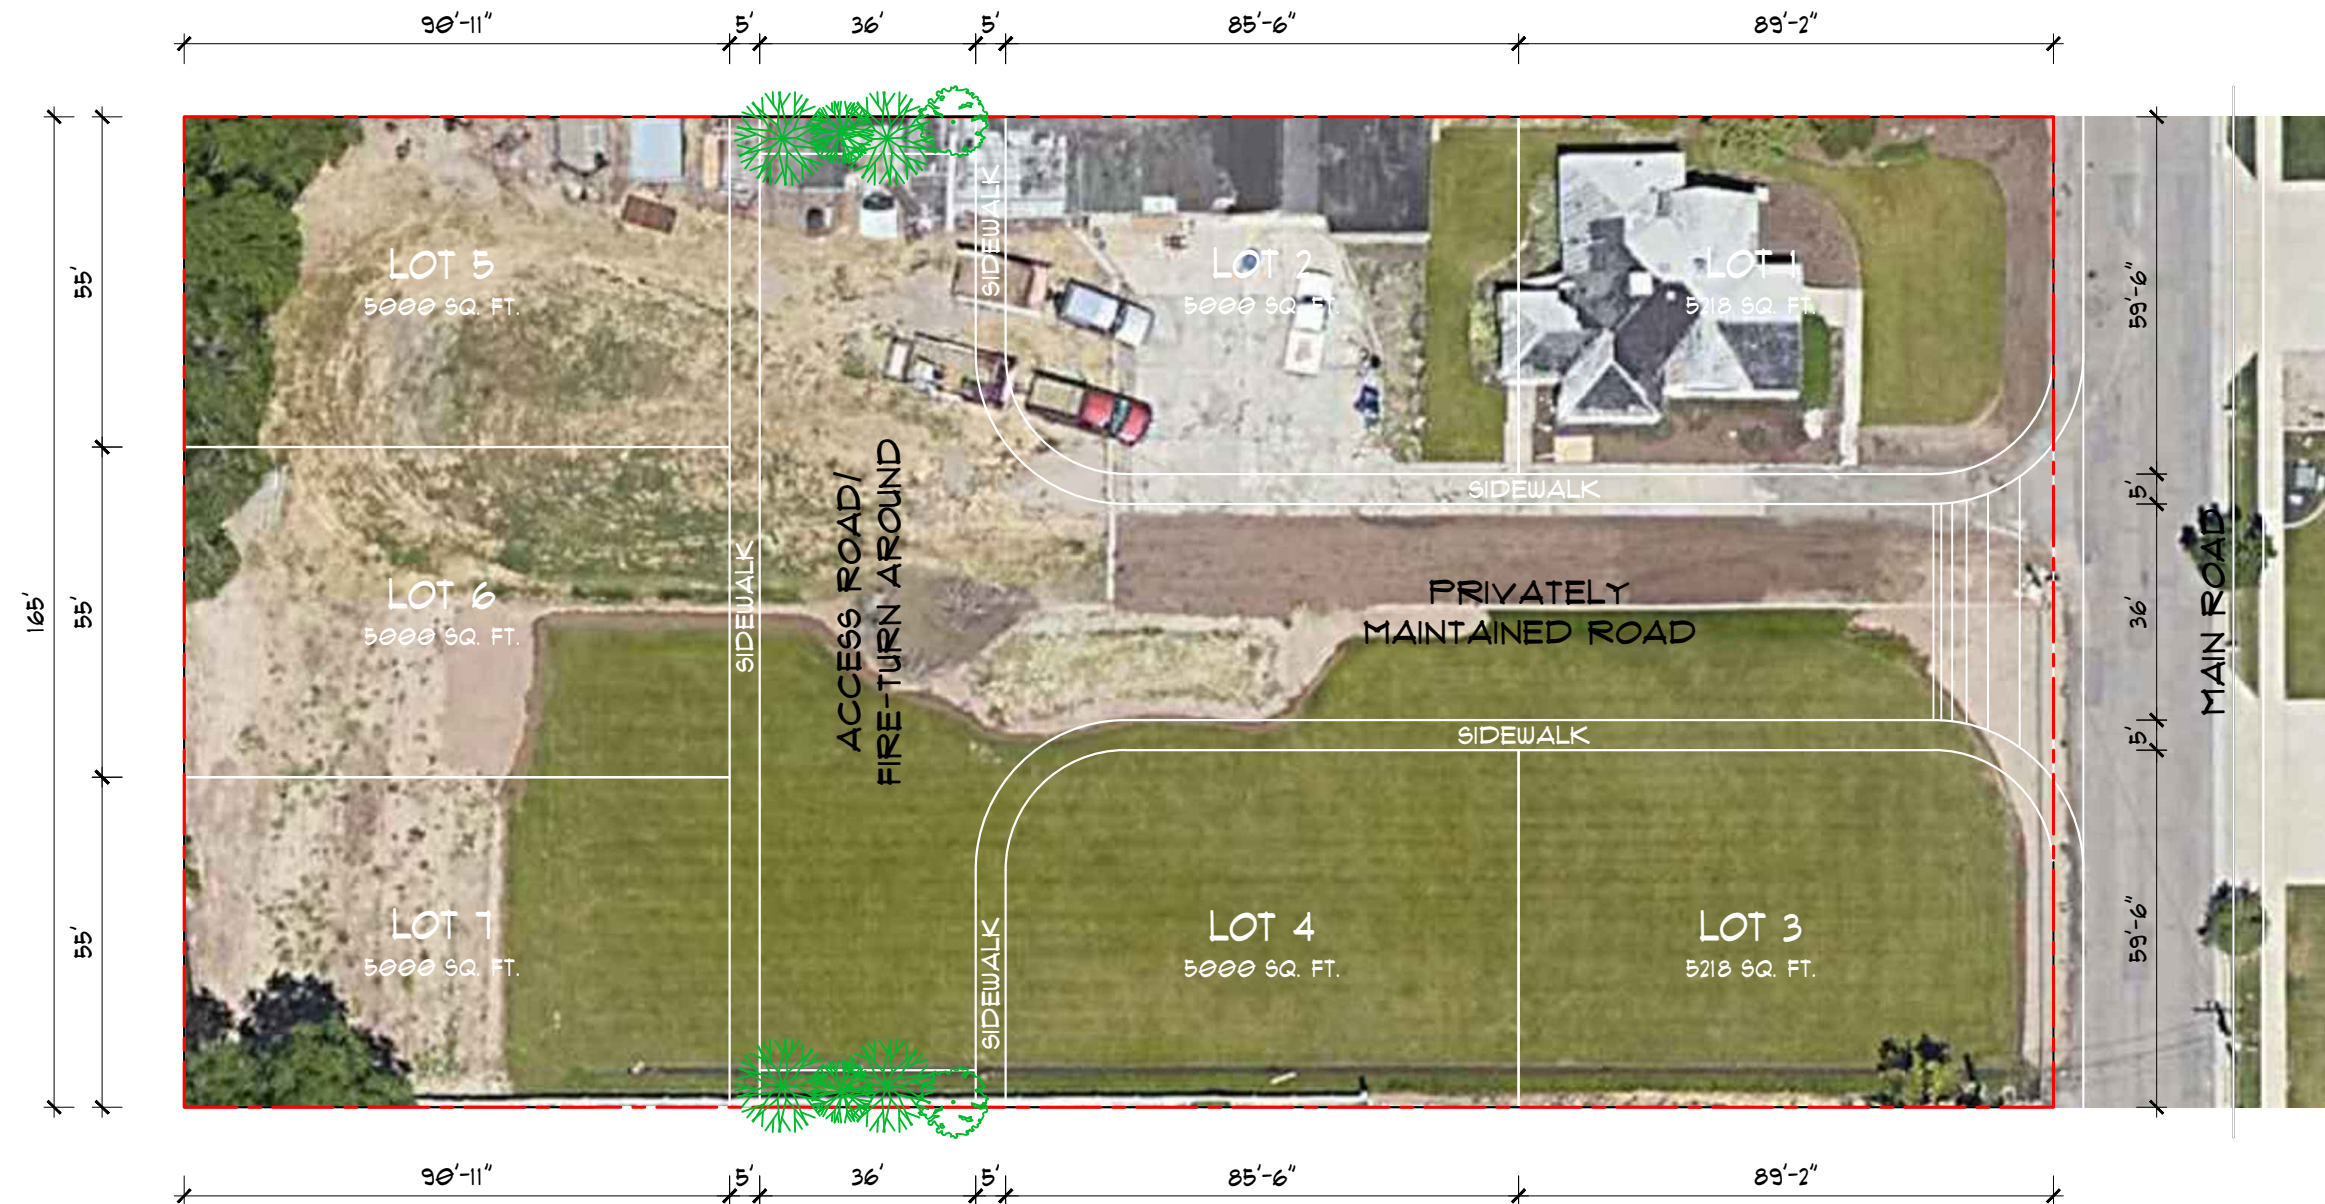 90'-11"
5'
36'
5'
85'-6"
89'-2"
165'
55'
55'
55'
LOT 5
5000 SQ. FT.
LOT 2
5000 SQ. FT.
LOT 1
5218 SQ. FT.
SIDEWALK
59'-6"
5'
36'
5'
59'-6"
SIDEWALK
LOT 6
5000 SQ. FT.
SIDEWALK
ACCESS ROAD/
FIRE-TURN AROUND
PRIVATELY
MAINTAINED ROAD
MAIN ROAD
SIDEWALK
LOT 7
5000 SQ. FT.
SIDEWALK
LOT 4
5000 SQ. FT.
LOT 3
5218 SQ. FT.
90'-11"
5'
36'
5'
85'-6"
89'-2"